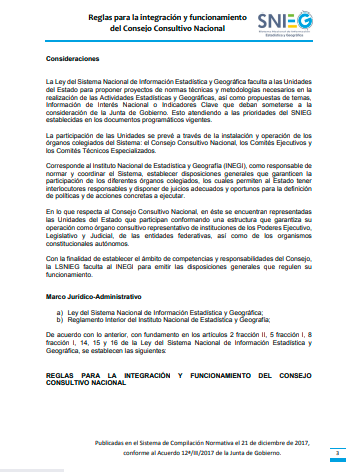 Reglas para la integración y funcionamiento
del Consejo Consultivo Nacional
SNIEG
Consideraciones
La Ley del Sistema Nacional de Información Estadística y Geográfica faculta a las Unidades
del Estado para proponer proyectos de normas técnicas y metodologías necesarios en la
realización de las Actividades Estadísticas y Geográficas, así como propuestas de temas,
Información de Interés Nacional o Indicadores Clave que deban someterse a la
consideración de la Junta de Gobierno. Esto atendiendo a las prioridades del SNIEG
establecidas en los documentos programáticos vigentes.
La participación de las Unidades se prevé a través de la instalación y operación de los
órganos colegiados del Sistema: el Consejo Consultivo Nacional, los Comités Ejecutivos y
los Comités Técnicos Especializados.
Corresponde al Instituto Nacional de Estadística y Geografía (INEGI), como responsable de
normar y coordinar el Sistema, establecer disposiciones generales que garanticen la
participación de los diferentes órganos colegiados, los cuales permiten al Estado tener
interlocutores responsables y disponer de juicios adecuados y oportunos para la definición
de políticas y de acciones concretas a ejecutar.
En lo que respecta al Consejo Consultivo Nacional, en éste se encuentran representadas
las Unidades del Estado que participan conformando una estructura que garantiza su
operación como órgano consultivo representativo de instituciones de los Poderes Ejecutivo,
Legislativo y Judicial, de las entidades federativas, así como de los organismos
constitucionales autónomos.
Con la finalidad de establecer el ámbito de competencias y responsabilidades del Consejo,
la LSNIEG faculta al INEGI para emitir las disposiciones generales que regulen su
funcionamiento.
Marco Jurídico-Administrativo
a) Ley del Sistema Nacional de Información Estadística y Geográfica;
b) Reglamento Interior del Instituto Nacional de Estadística y Geografía;
De acuerdo con lo anterior, con fundamento en los artículos 2 fracción II, 5 fracción I, 8
fracción I, 14, 15 y 16 de la Ley del Sistema Nacional de Información Estadística y
Geográfica, se establecen las siguientes:
REGLAS PARA LA INTEGRACIÓN Y FUNCIONAMIENTO DEL CONSEJO
CONSULTIVO NACIONAL
Publicadas en el Sistema de Compilación Normativa el 21 de diciembre de 2017,
conforme al Acuerdo 12ª/III/2017 de la Junta de Gobierno.
3